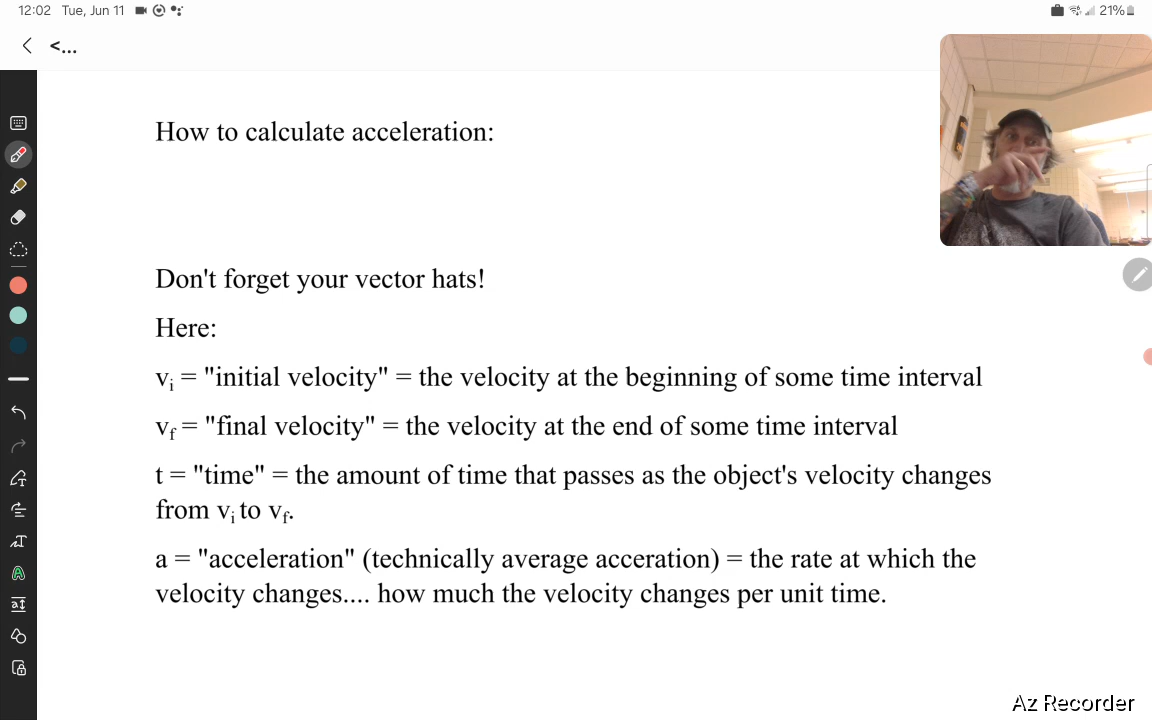 12:02 Tue, Jun 11 21%
<...
How to calculate acceleration:
Don't forget your vector hats!
Here:
vi = "initial velocity" = the velocity at the beginning of some time interval
vf = "final velocity" = the velocity at the end of some time interval
t = "time" = the amount of time that passes as the object's velocity changes
from vi to vf.
a = "acceleration" (technically average acceration) = the rate at which the
velocity changes.... how much the velocity changes per unit time.
Az Recorder